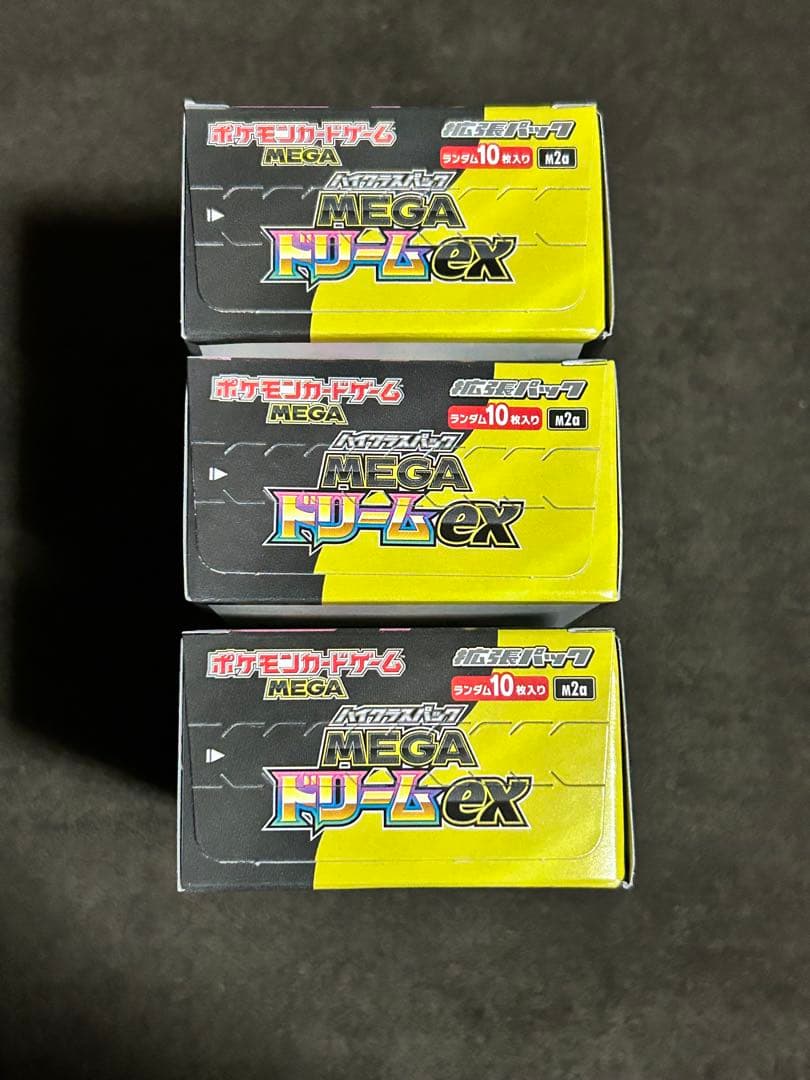 ポケモンカードゲーム
MEGA
拡張パック
ランダム10枚入り M2a
ハイクラスパック
MEGA
ドリームex
ポケモンカードゲーム
MEGA
拡張パック
ランダム10枚入り M2a
ハイクラスパック
MEGA
ドリームex
ポケモンカードゲーム
MEGA
拡張パック
ランダム10枚入り M2a
ハイクラスパック
MEGA
ドリームex